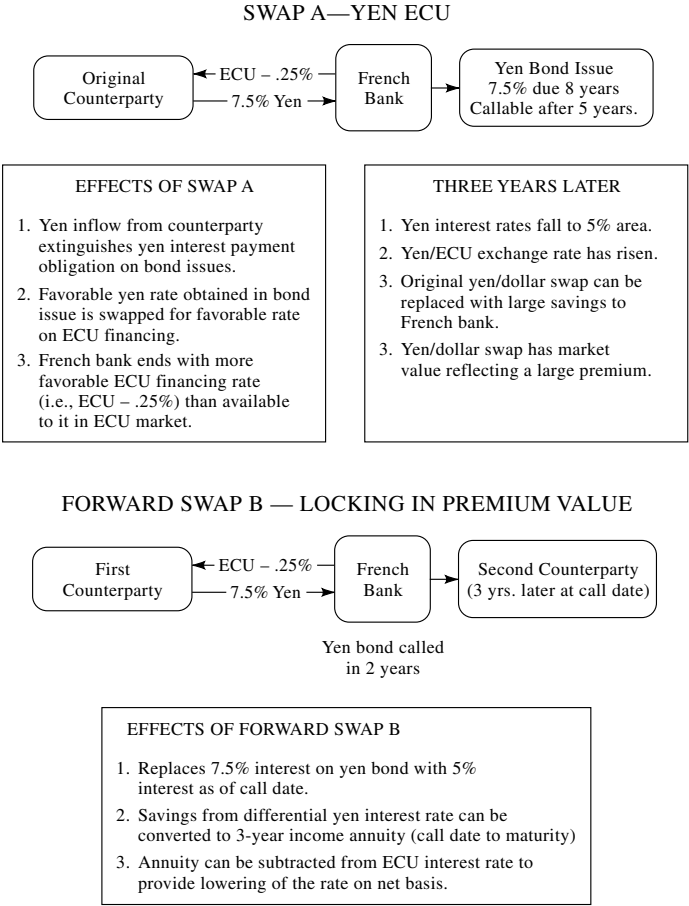 SWAP A—YEN ECU
Original
Counterparty
ECU – .25%
7.5% Yen
French
Bank
Yen Bond Issue
7.5% due 8 years
Callable after 5 years.
EFFECTS OF SWAP A
1. Yen inflow from counterparty
extinguishes yen interest payment
obligation on bond issues.
2. Favorable yen rate obtained in bond
issue is swapped for favorable rate
on ECU financing.
3. French bank ends with more
favorable ECU financing rate
(i.e., ECU – .25%) than available
to it in ECU market.
THREE YEARS LATER
1. Yen interest rates fall to 5% area.
2. Yen/ECU exchange rate has risen.
3. Original yen/dollar swap can be
replaced with large savings to
French bank.
3. Yen/dollar swap has market
value reflecting a large premium.
FORWARD SWAP B — LOCKING IN PREMIUM VALUE
First
Counterparty
ECU – .25%
7.5% Yen
French
Bank
Second Counterparty
(3 yrs. later at call date)
Yen bond called
in 2 years
EFFECTS OF FORWARD SWAP B
1. Replaces 7.5% interest on yen bond with 5%
interest as of call date.
2. Savings from differential yen interest rate can be
converted to 3-year income annuity (call date to maturity)
3. Annuity can be subtracted from ECU interest rate to
provide lowering of the rate on net basis.